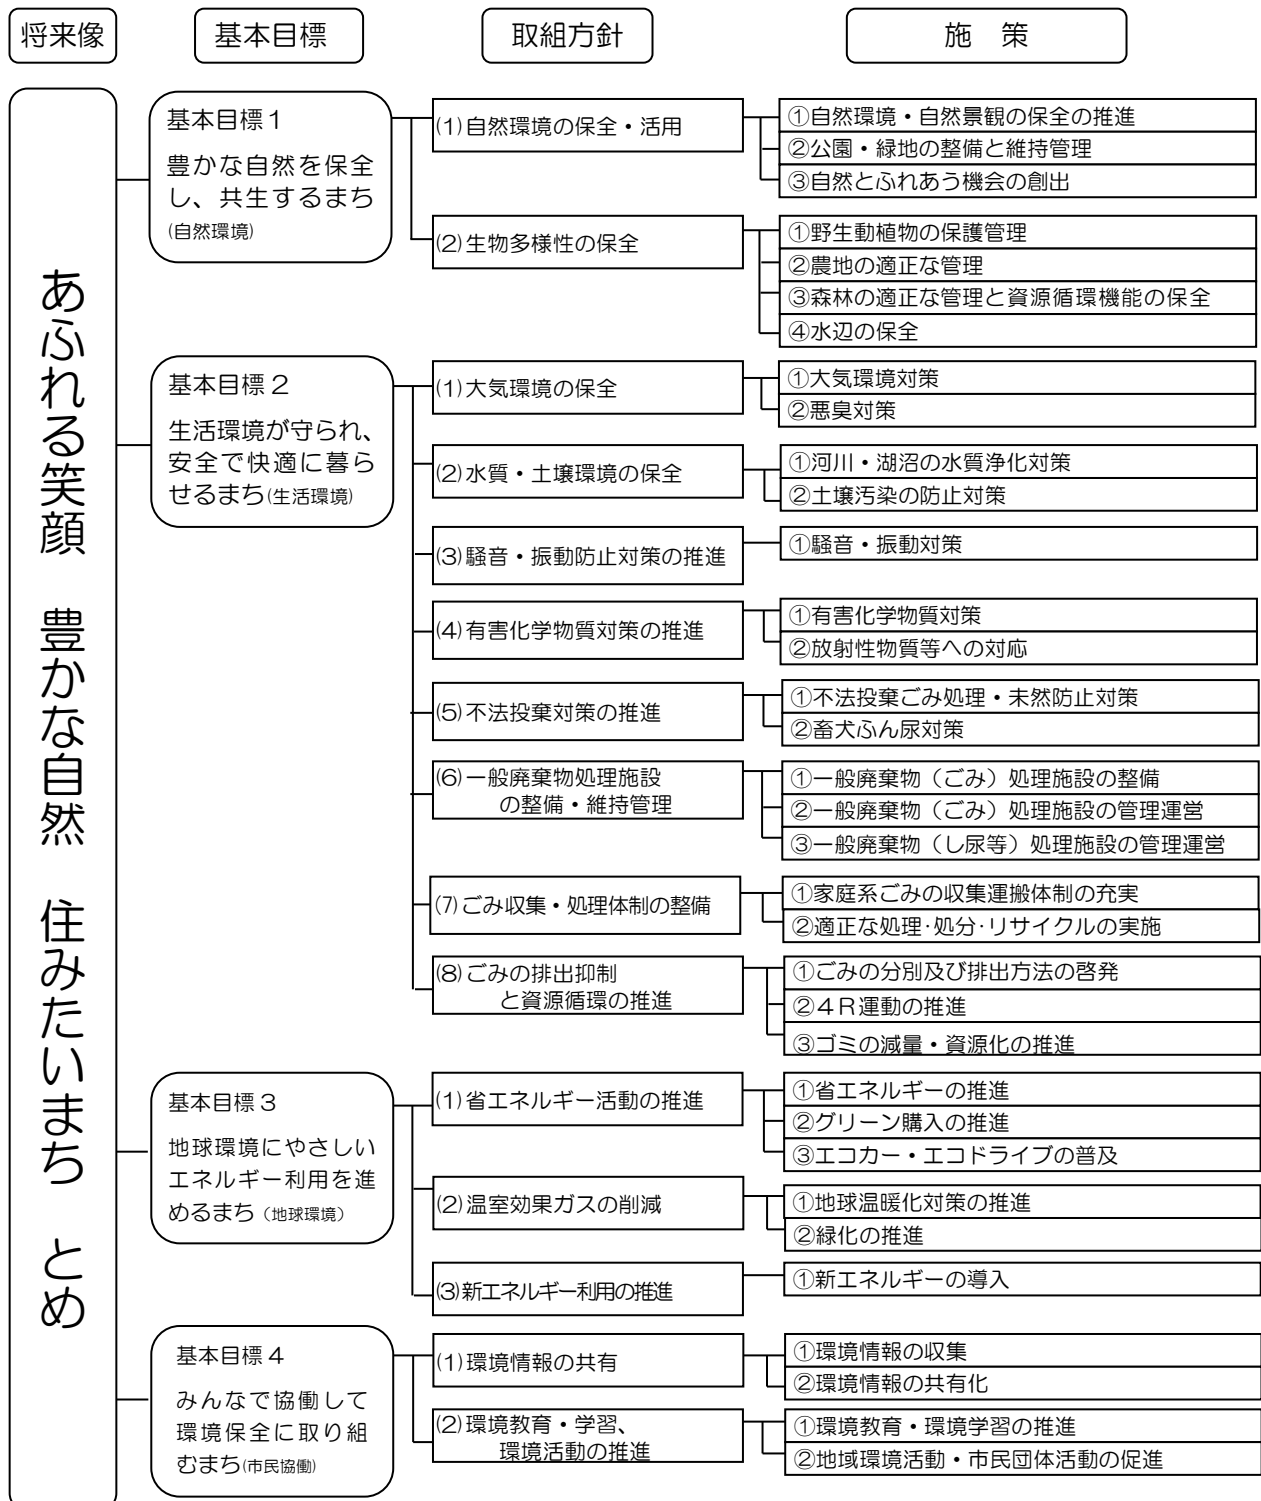 将来像
基本目標
取組方針
施　策
あふれる笑顔　豊かな自然　住みたいまち　とめ
基本目標１
豊かな自然を保全
し、共生するまち
(自然環境)
(1)自然環境の保全・活用
①自然環境・自然景観の保全の推進
②公園・緑地の整備と維持管理
③自然とふれあう機会の創出
(2)生物多様性の保全
①野生動植物の保護管理
②農地の適正な管理
③森林の適正な管理と資源循環機能の保全
④水辺の保全
基本目標２
生活環境が守られ、
安全で快適に暮ら
せるまち(生活環境)
(1)大気環境の保全
①大気環境対策
②悪臭対策
(2)水質・土壌環境の保全
①河川・湖沼の水質浄化対策
②土壌汚染の防止対策
(3)騒音・振動防止対策の推進
①騒音・振動対策
(4)有害化学物質対策の推進
①有害化学物質対策
②放射性物質等への対応
(5)不法投棄対策の推進
①不法投棄ごみ処理・未然防止対策
②畜犬ふん尿対策
(6)一般廃棄物処理施設
の整備・維持管理
①一般廃棄物（ごみ）処理施設の整備
②一般廃棄物（ごみ）処理施設の管理運営
③一般廃棄物（し尿等）処理施設の管理運営
(7)ごみ収集・処理体制の整備
①家庭系ごみの収集運搬体制の充実
②適正な処理･処分･リサイクルの実施
(8)ごみの排出抑制
と資源循環の推進
①ごみの分別及び排出方法の啓発
②４Ｒ運動の推進
③ゴミの減量・資源化の推進
基本目標３
地球環境にやさしい
エネルギー利用を進
めるまち（地球環境）
(1)省エネルギー活動の推進
①省エネルギーの推進
②グリーン購入の推進
③エコカー・エコドライブの普及
(2)温室効果ガスの削減
①地球温暖化対策の推進
②緑化の推進
(3)新エネルギー利用の推進
①新エネルギーの導入
基本目標４
みんなで協働して
環境保全に取り組
むまち(市民協働)
(1)環境情報の共有
①環境情報の収集
②環境情報の共有化
(2)環境教育・学習、
環境活動の推進
①環境教育・環境学習の推進
②地域環境活動・市民団体活動の促進